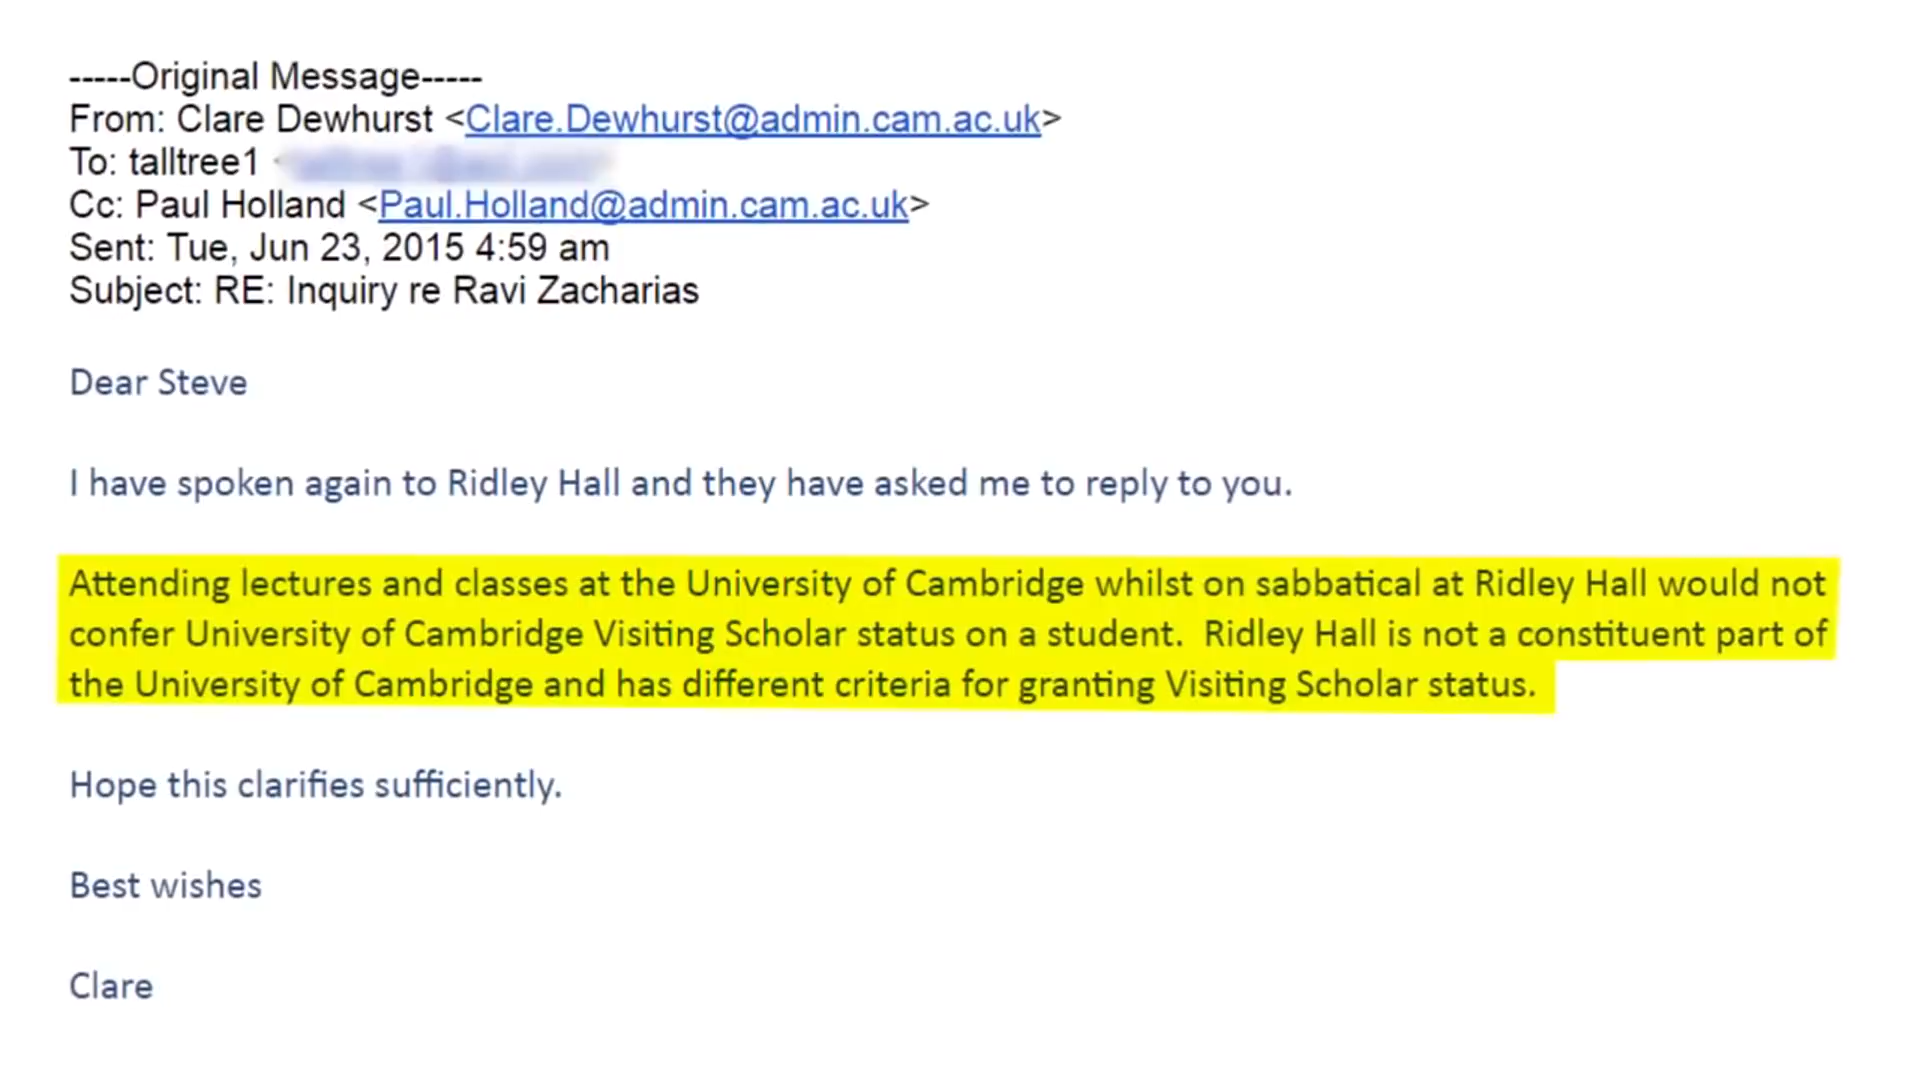 -----Original Message-----
From: Clare Dewhurst <Clare.Dewhurst@admin.cam.ac.uk>
To: talltree1
Cc: Paul Holland <Paul.Holland@admin.cam.ac.uk>
Sent: Tue, Jun 23, 2015 4:59 am
Subject: RE: Inquiry re Ravi Zacharias
Dear Steve
I have spoken again to Ridley Hall and they have asked me to reply to you.
Attending lectures and classes at the University of Cambridge whilst on sabbatical at Ridley Hall would not
confer University of Cambridge Visiting Scholar status on a student.  Ridley Hall is not a constituent part of
the University of Cambridge and has different criteria for granting Visiting Scholar status.
Hope this clarifies sufficiently.
Best wishes
Clare